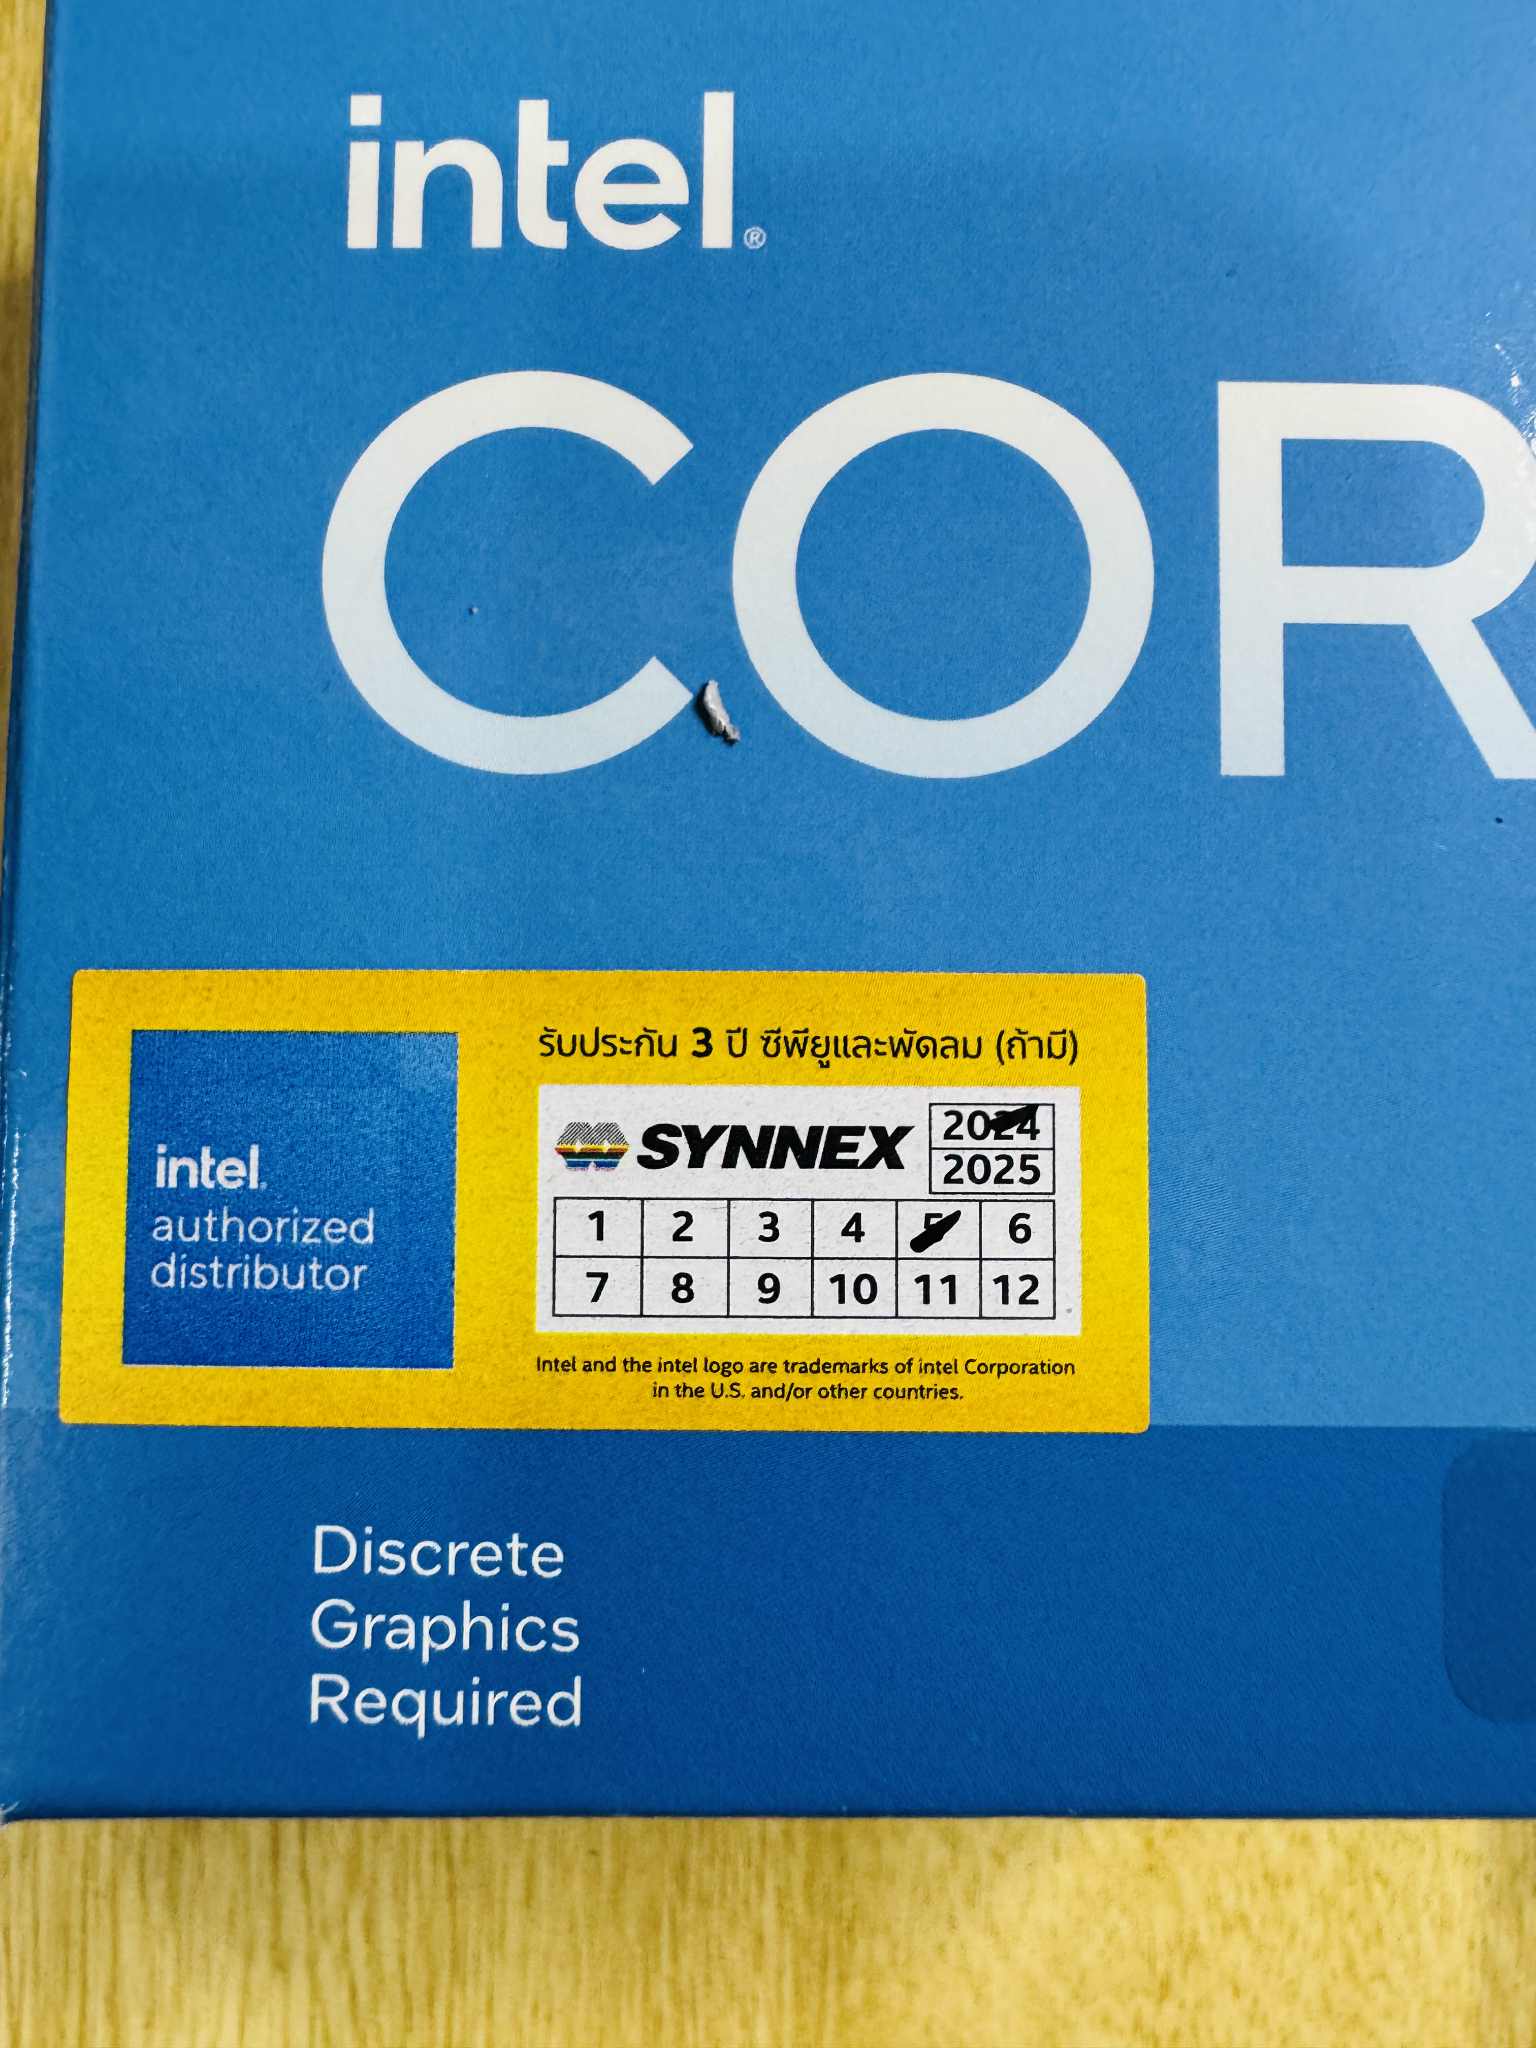 intel®
COR
รับประกัน 3 ปี ซีพียูและพัดลม (ถ้ามี)
SYNNEX 2024
2025
1 2 3 4 5 6
7 8 9 10 11 12
intel.
authorized
distributor
Intel and the intel logo are trademarks of intel Corporation
in the U.S. and/or other countries.
Discrete
Graphics
Required